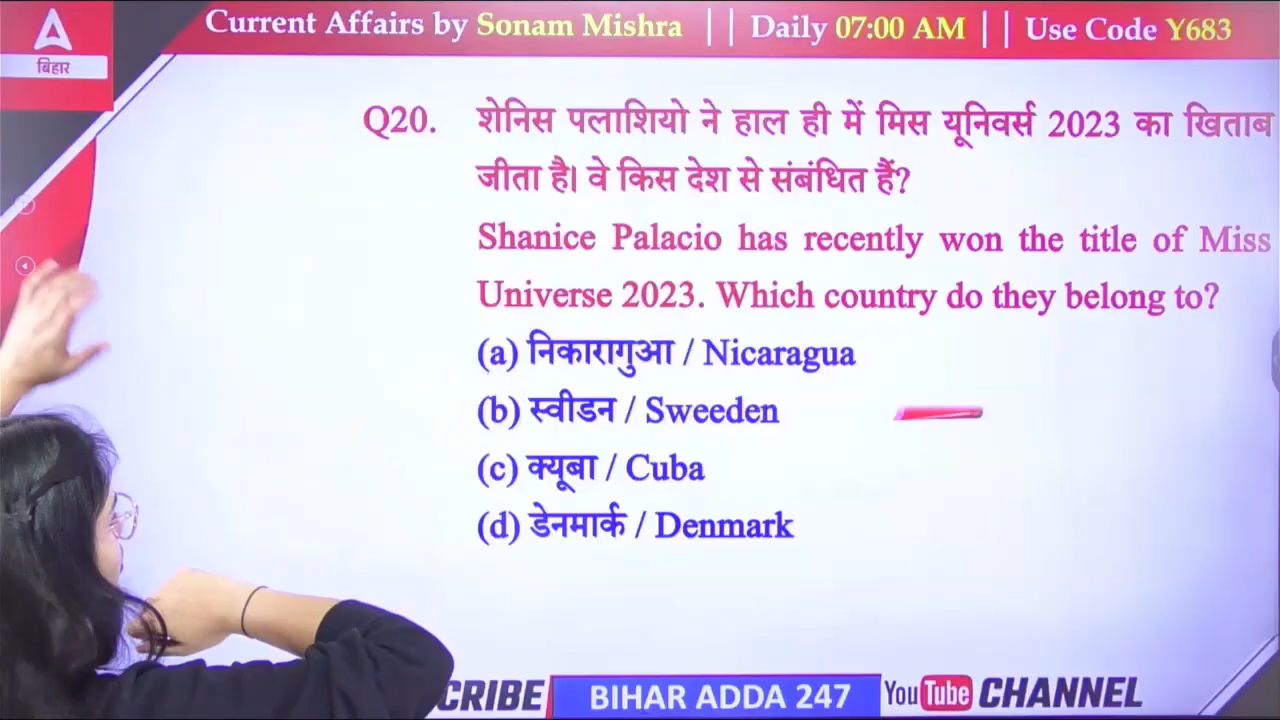 Current Affairs by Sonam Mishra || Daily 07:00 AM || Use Code Y683
बिहार
Q20. शेनिस पलाशियो ने हाल ही में मिस यूनिवर्स 2023 का खिताब
जीता है। वे किस देश से संबंधित हैं?
Shanice Palacio has recently won the title of Miss
Universe 2023. Which country do they belong to?
(a) निकारागुआ / Nicaragua
(b) स्वीडन / Sweeden
(c) क्यूबा / Cuba
(d) डेनमार्क / Denmark
CRIBE BIHAR ADDA 247 YouTube CHANNEL